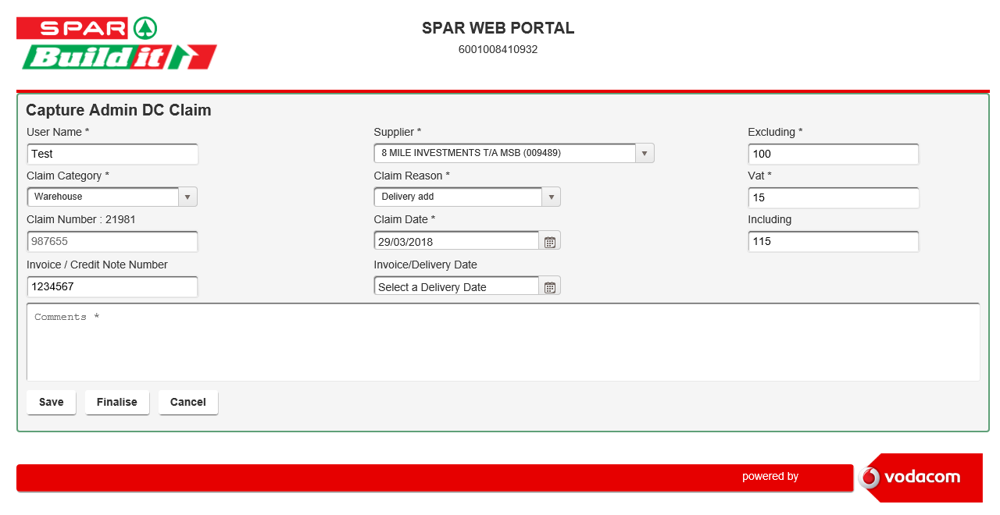 SPAR
Build it
SPAR WEB PORTAL
6001008410932
Capture Admin DC Claim
User Name *
Supplier *
Excluding *
Test
8 MILE INVESTMENTS T/A MSB (009489)
100
Claim Category *
Claim Reason *
Vat *
Warehouse
Delivery add
15
Claim Number : 21981
Claim Date *
Including
987655
29/03/2018
115
Invoice / Credit Note Number
Invoice/Delivery Date
1234567
Select a Delivery Date
Comments *
Save
Finalise
Cancel
powered by
vodacom